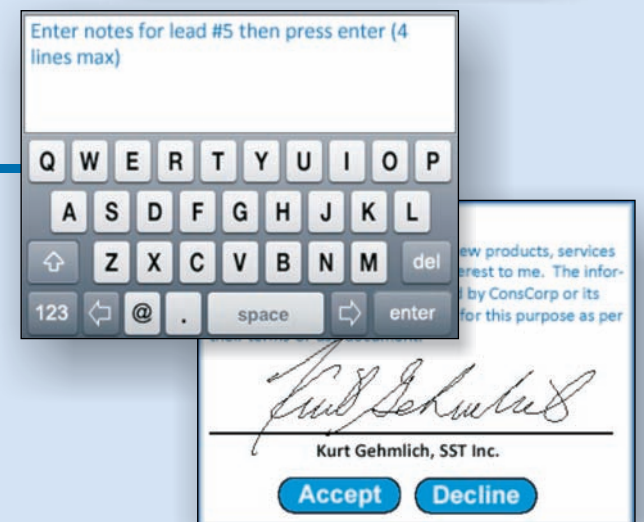 Enter notes for lead #5 then press enter (4
lines max)
Q W E R T Y U I O P
A S D F G H J K L
Z X C V B N M del
123 @ . space enter
ew products, services
erest to me. The infor-
by ConsCorp or its
for this purpose as per
Kurt Gehmlich, SST Inc.
Accept Decline